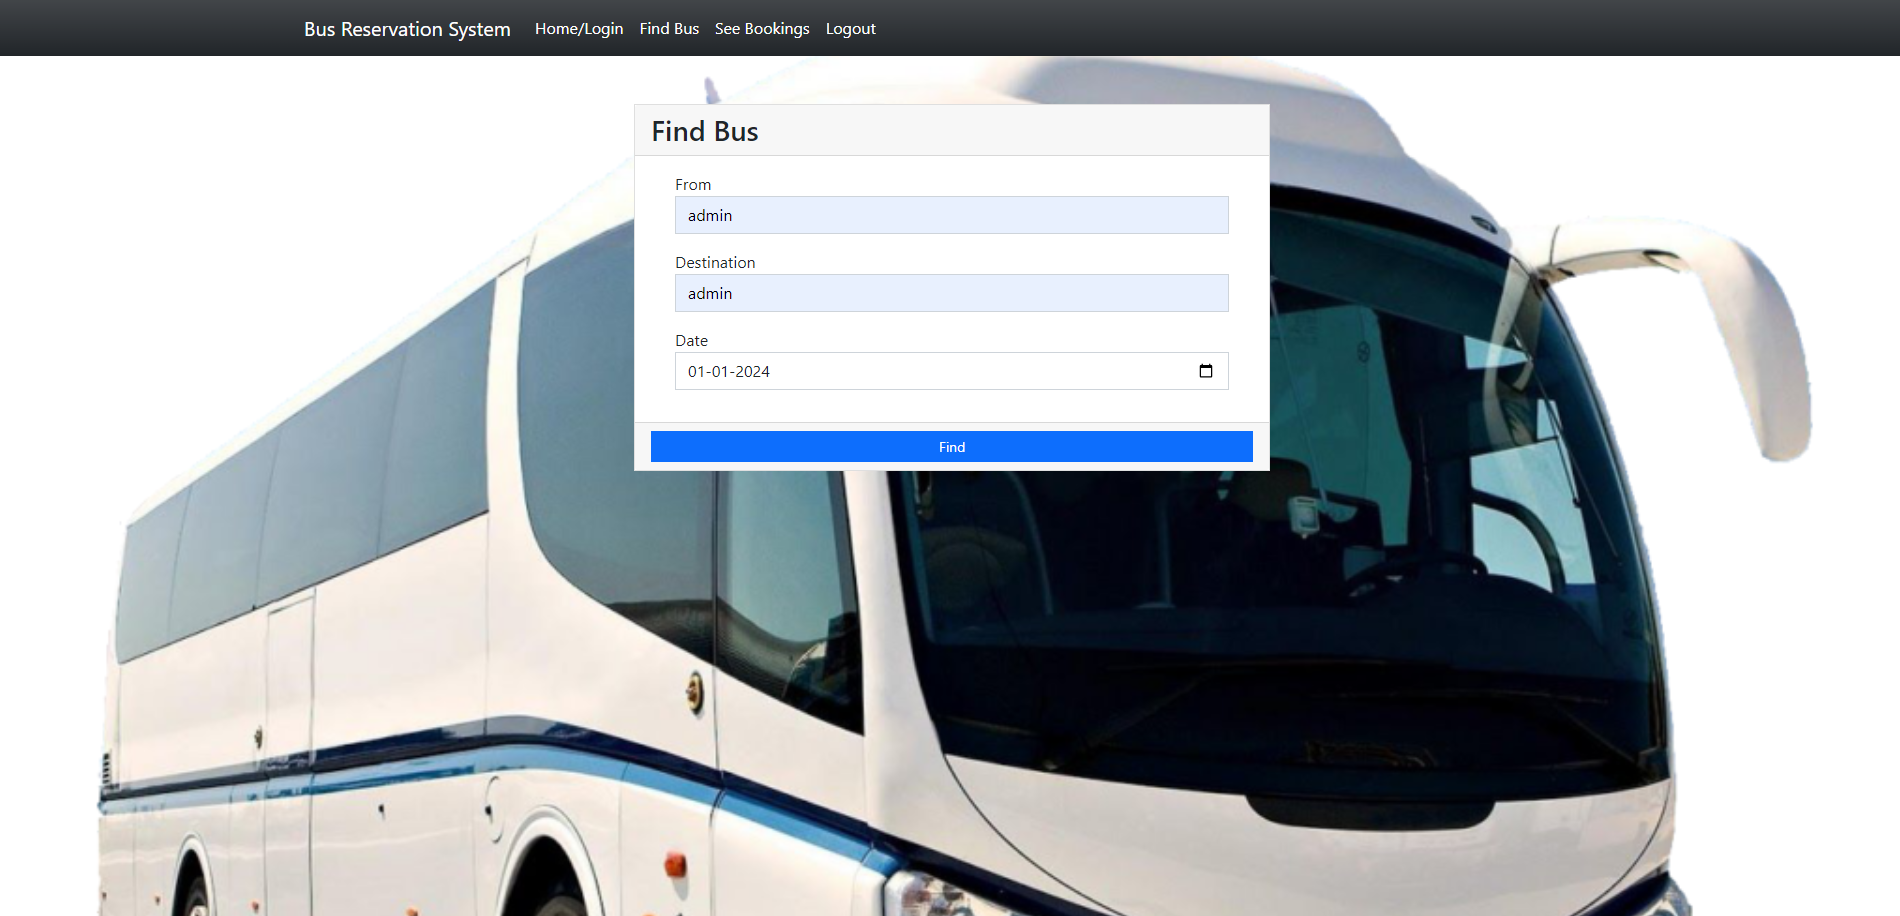 Bus Reservation System Home/Login Find Bus See Bookings Logout
Find Bus
From
admin
Destination
admin
Date
01-01-2024
Find